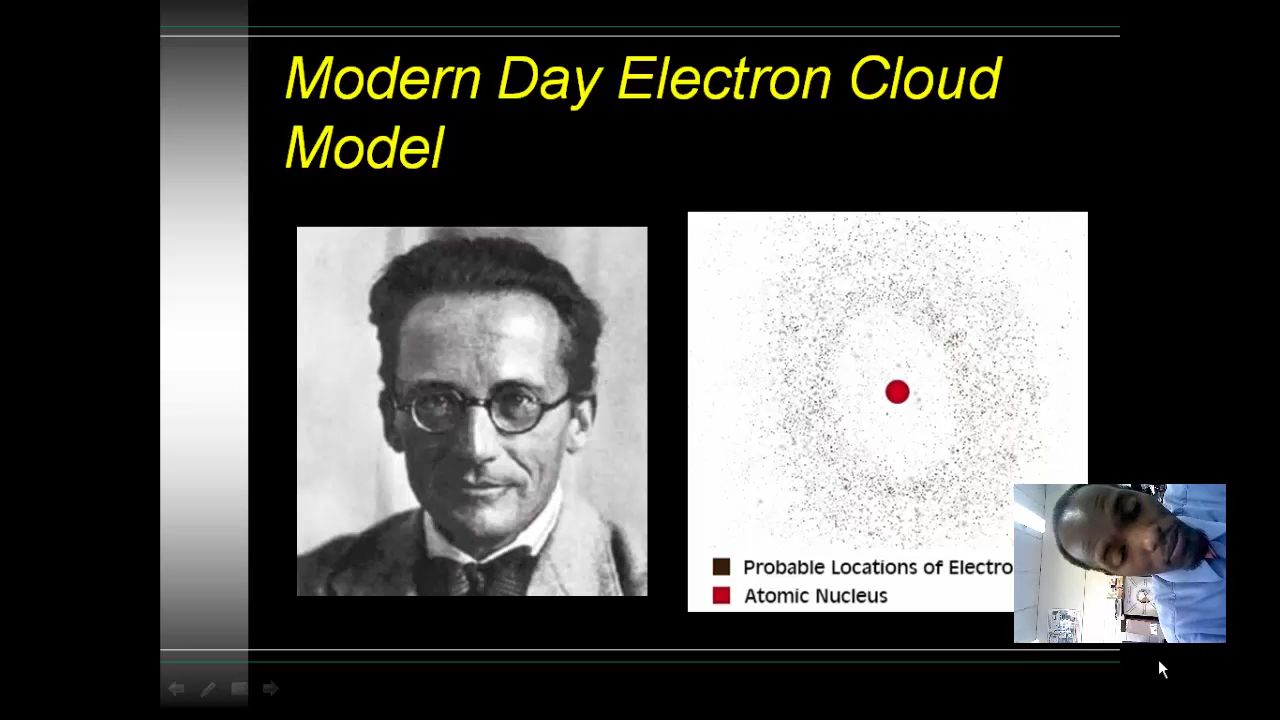 Modern Day Electron Cloud
Model
Probable Locations of Electro
Atomic Nucleus